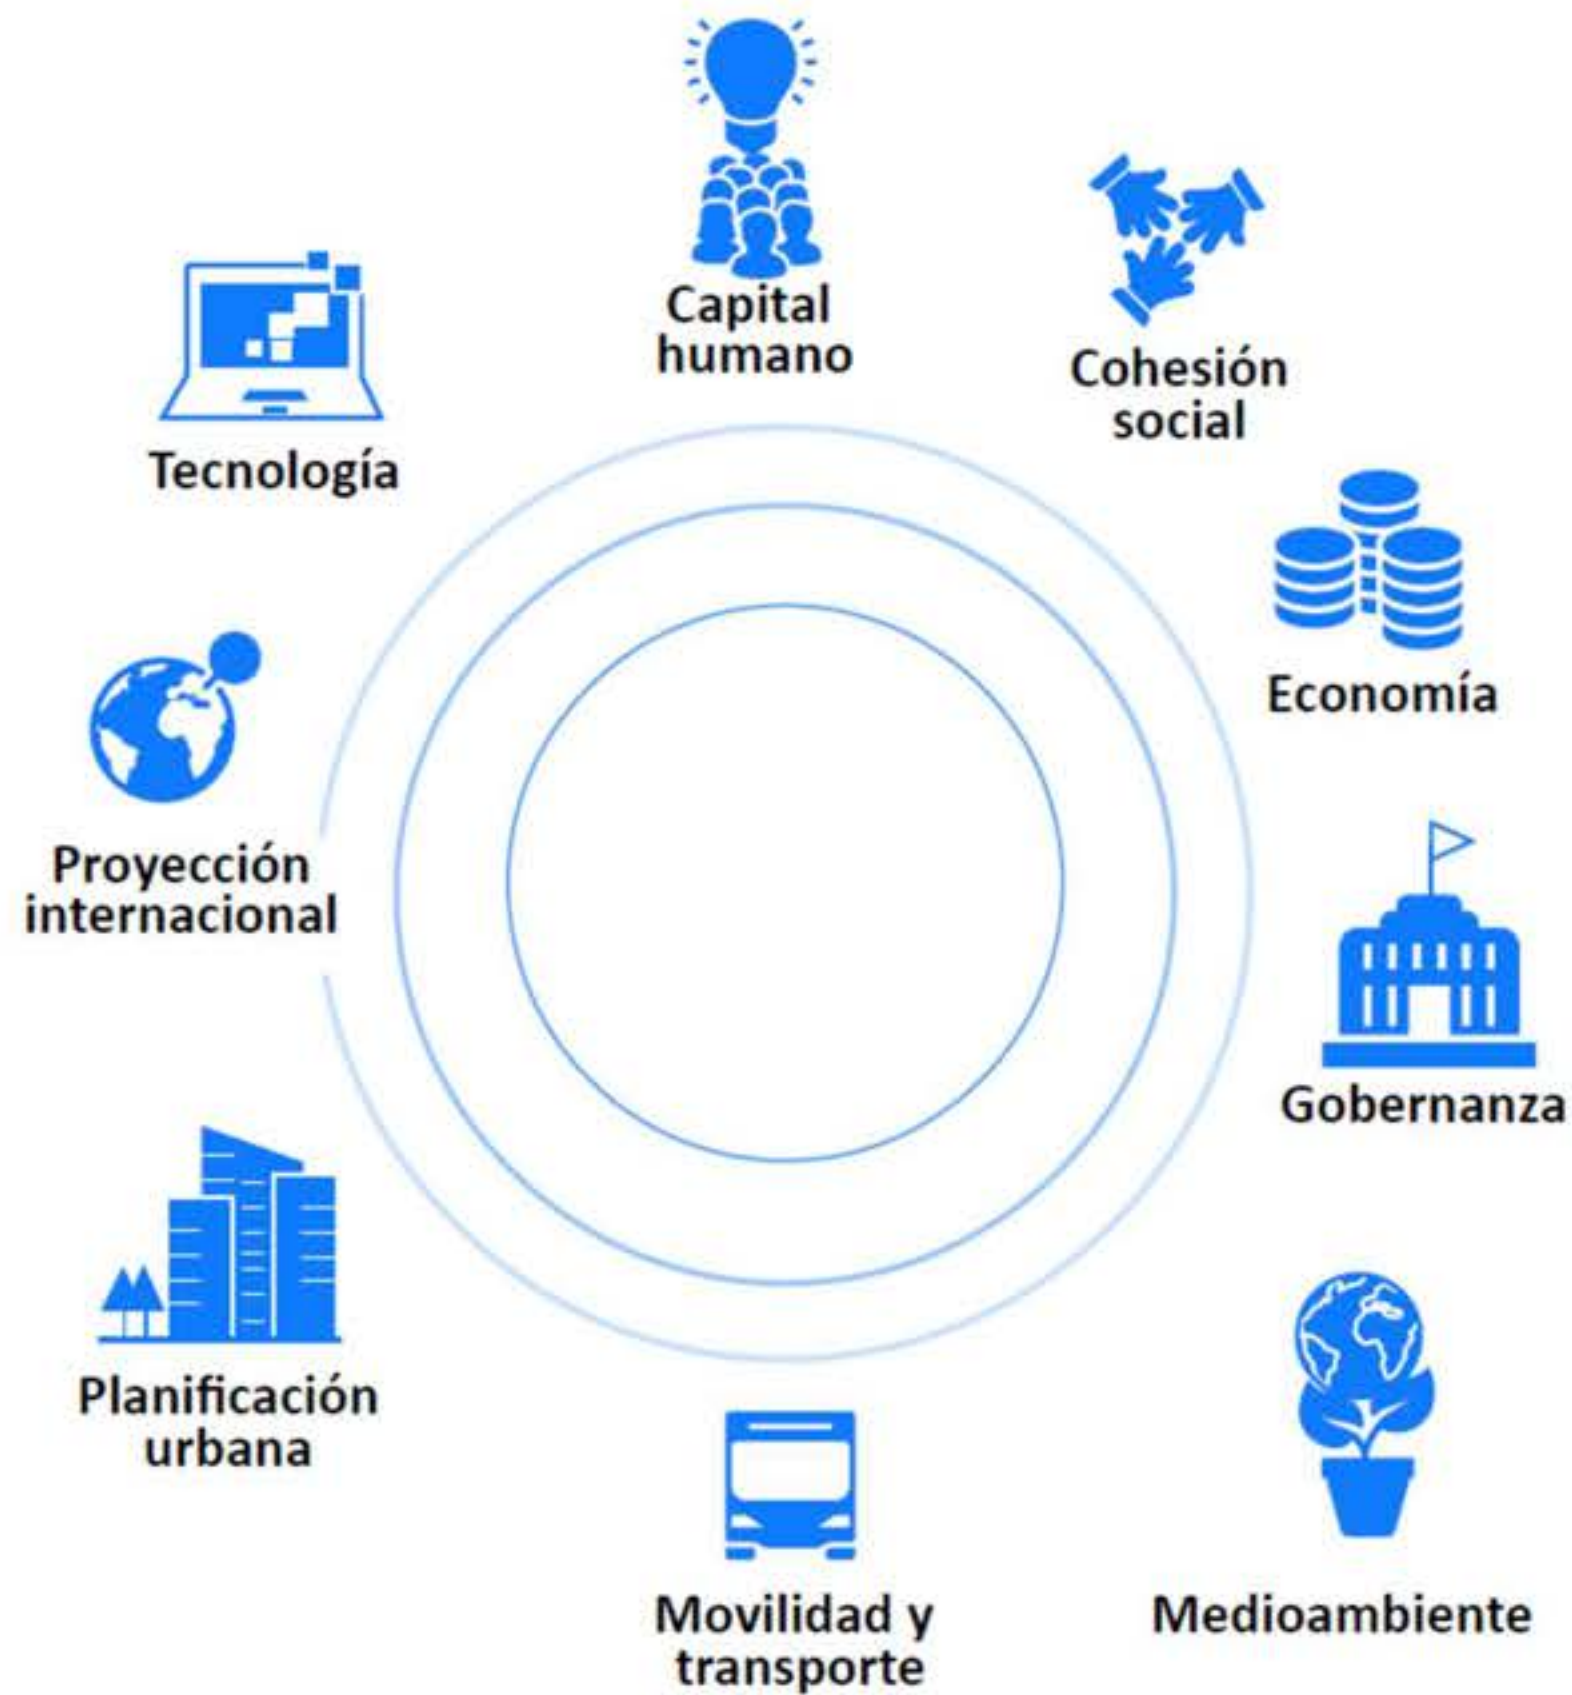 Capital
humano
Cohesión
social
Tecnología
Economía
Proyección
internacional
Gobernanza
Planificación
urbana
Movilidad y
transporte
Medioambiente